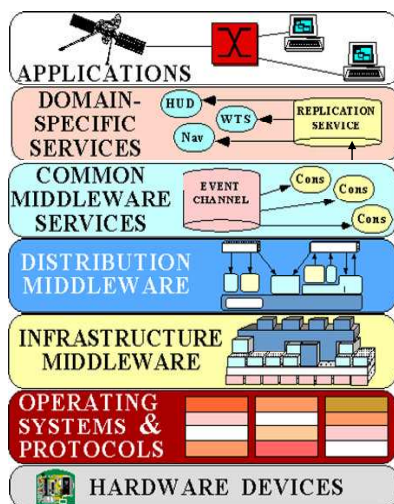 APPLICATIONS
DOMAIN-
SPECIFIC
SERVICES
HUD
WTS
Nav
REPLICATION
SERVICE
COMMON
MIDDLEWARE
SERVICES
EVENT
CHANNEL
Cons
Cons
Cons
DISTRIBUTION
MIDDLEWARE
INFRASTRUCTURE
MIDDLEWARE
OPERATING
SYSTEMS &
PROTOCOLS
HARDWARE DEVICES